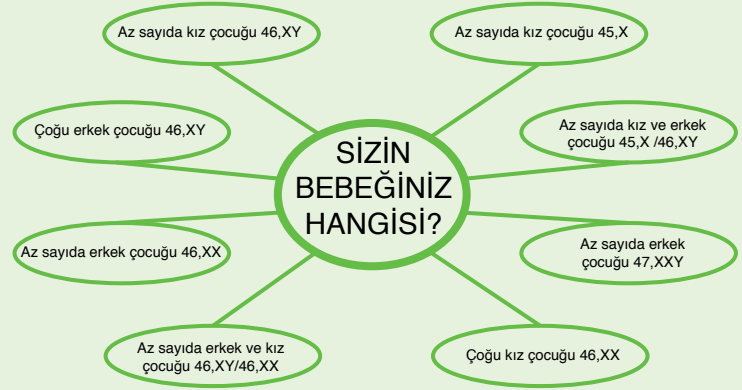 Az sayıda kız çocuğu 46,XY
Az sayıda kız çocuğu 45,X
Çoğu erkek çocuğu 46,XY
Az sayıda kız ve erkek
çocuğu 45,X /46,XY
SİZİN
BEBEĞİNİZ
HANGİSİ?
Az sayıda erkek çocuğu 46,XX
Az sayıda erkek
çocuğu 47,XXY
Az sayıda erkek ve kız
çocuğu 46,XY/46,XX
Çoğu kız çocuğu 46,XX